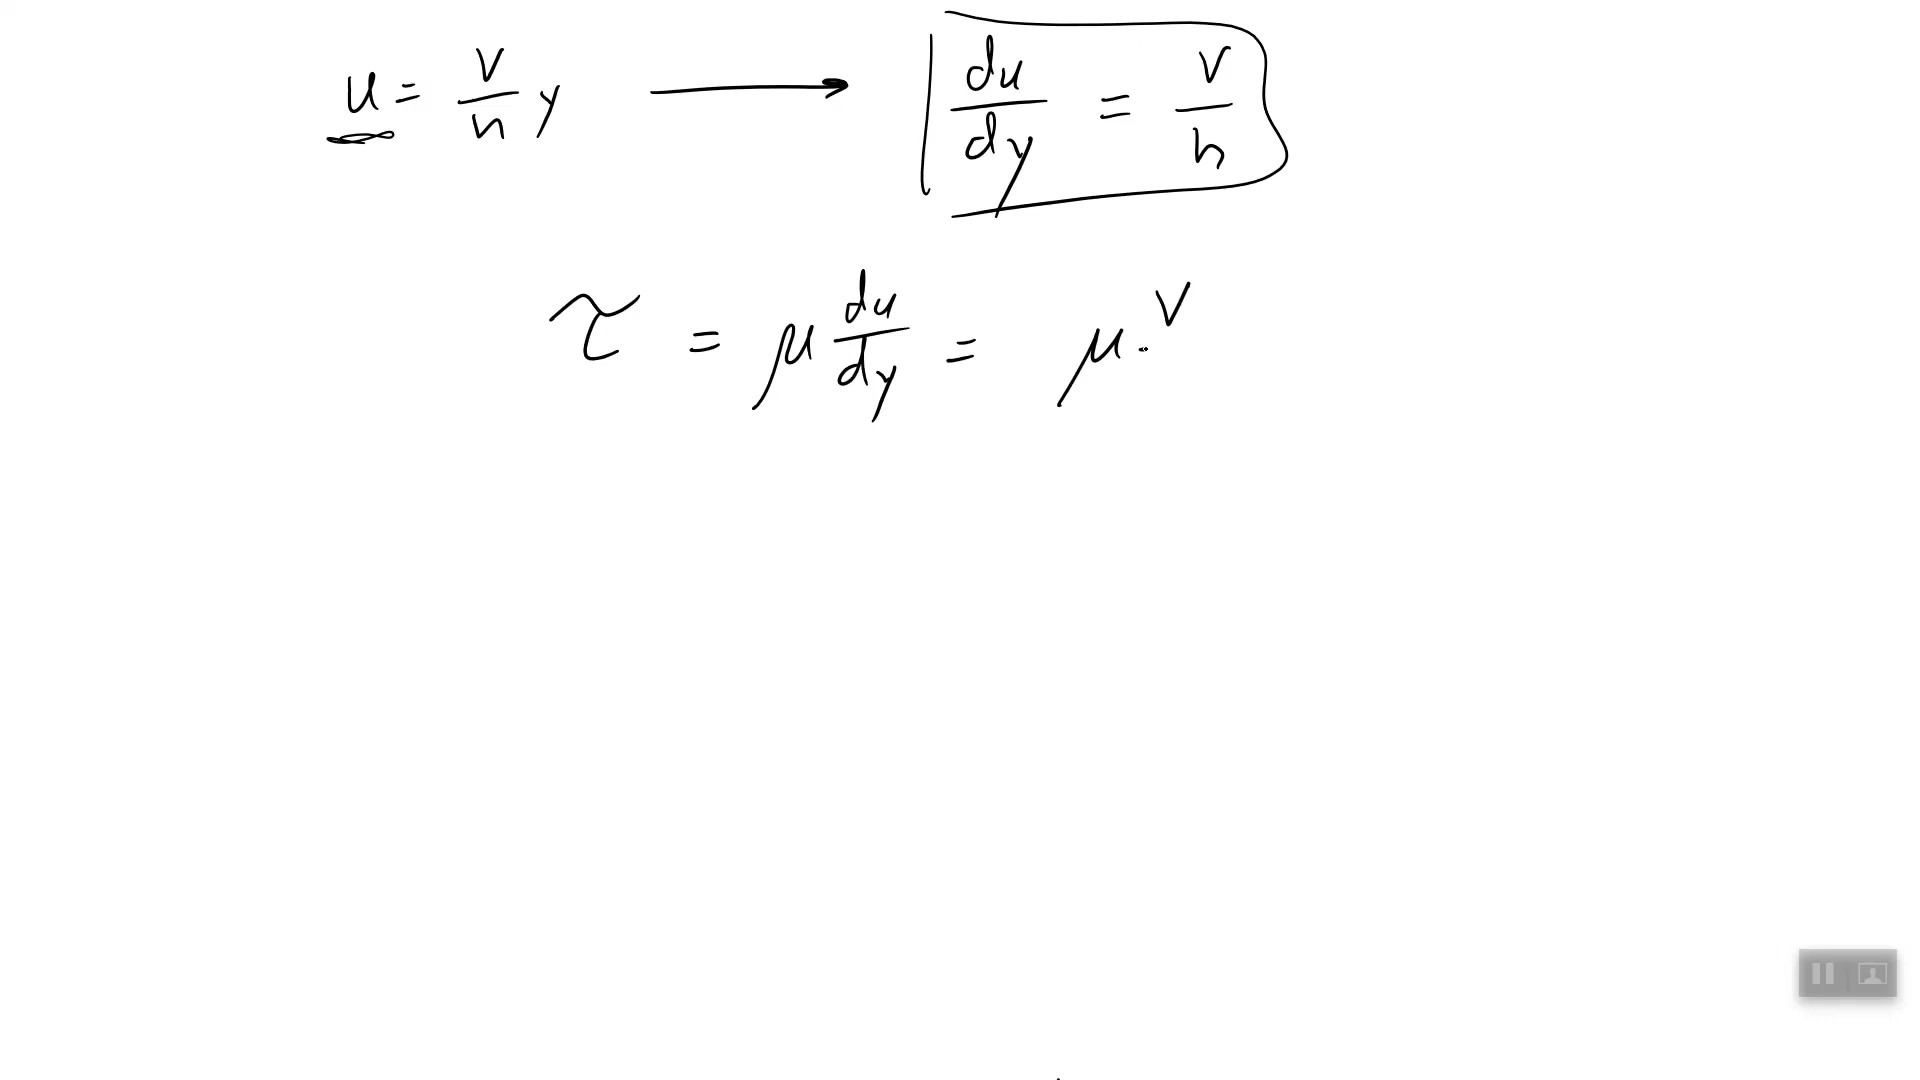 u = V/h y → du/dy = V/h
τ = μ du/dy = μ · V